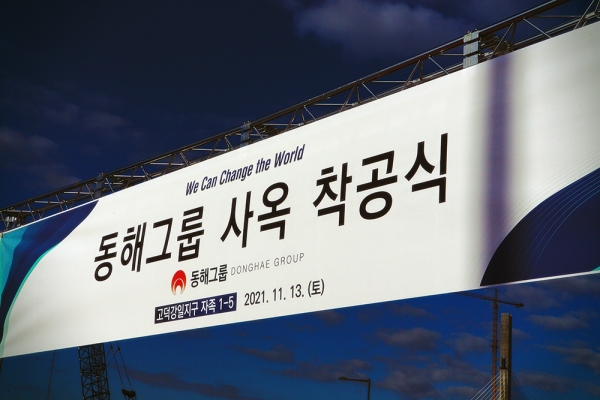 We Can Change the World
동해그룹 사옥 착공식
동해그룹 DONGHAE GROUP
고덕강일지구 자족 1-5 2021. 11. 13. (토)